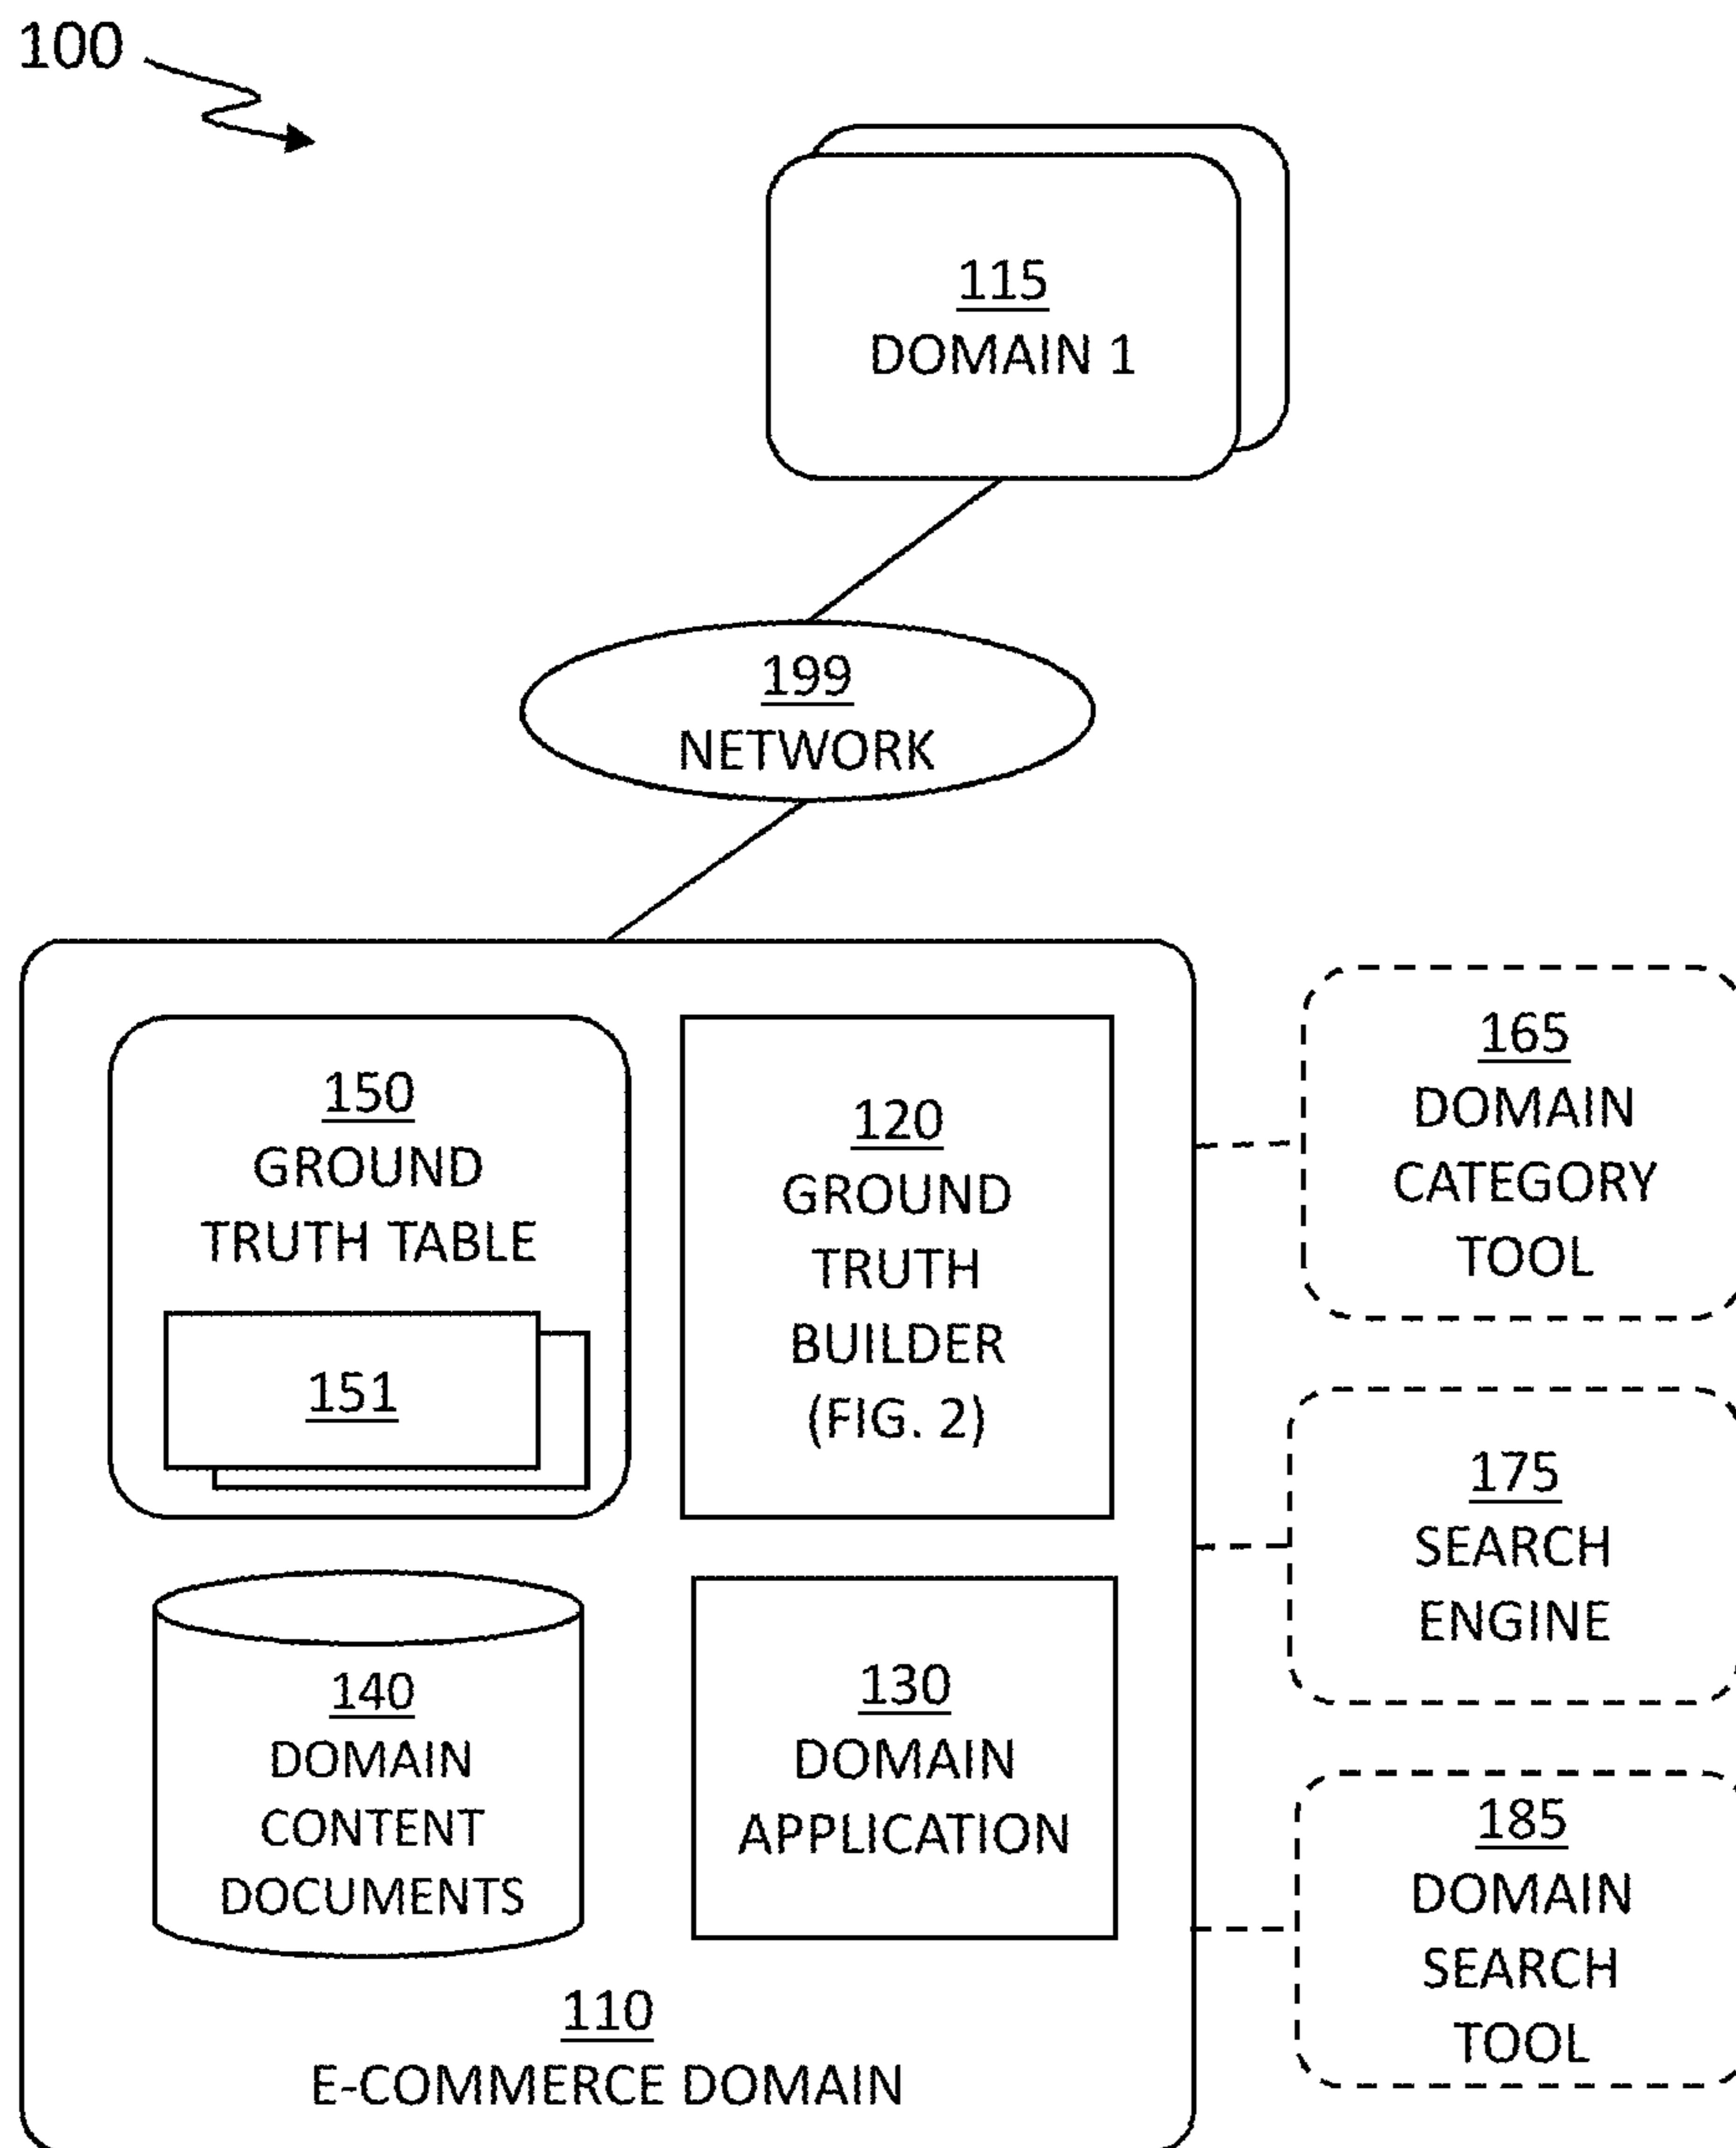 100
115
DOMAIN 1
199
NETWORK
150
GROUND
TRUTH TABLE
151
120
GROUND
TRUTH
BUILDER
(FIG. 2)
140
DOMAIN
CONTENT
DOCUMENTS
130
DOMAIN
APPLICATION
110
E-COMMERCE DOMAIN
165
DOMAIN
CATEGORY
TOOL
175
SEARCH
ENGINE
185
DOMAIN
SEARCH
TOOL